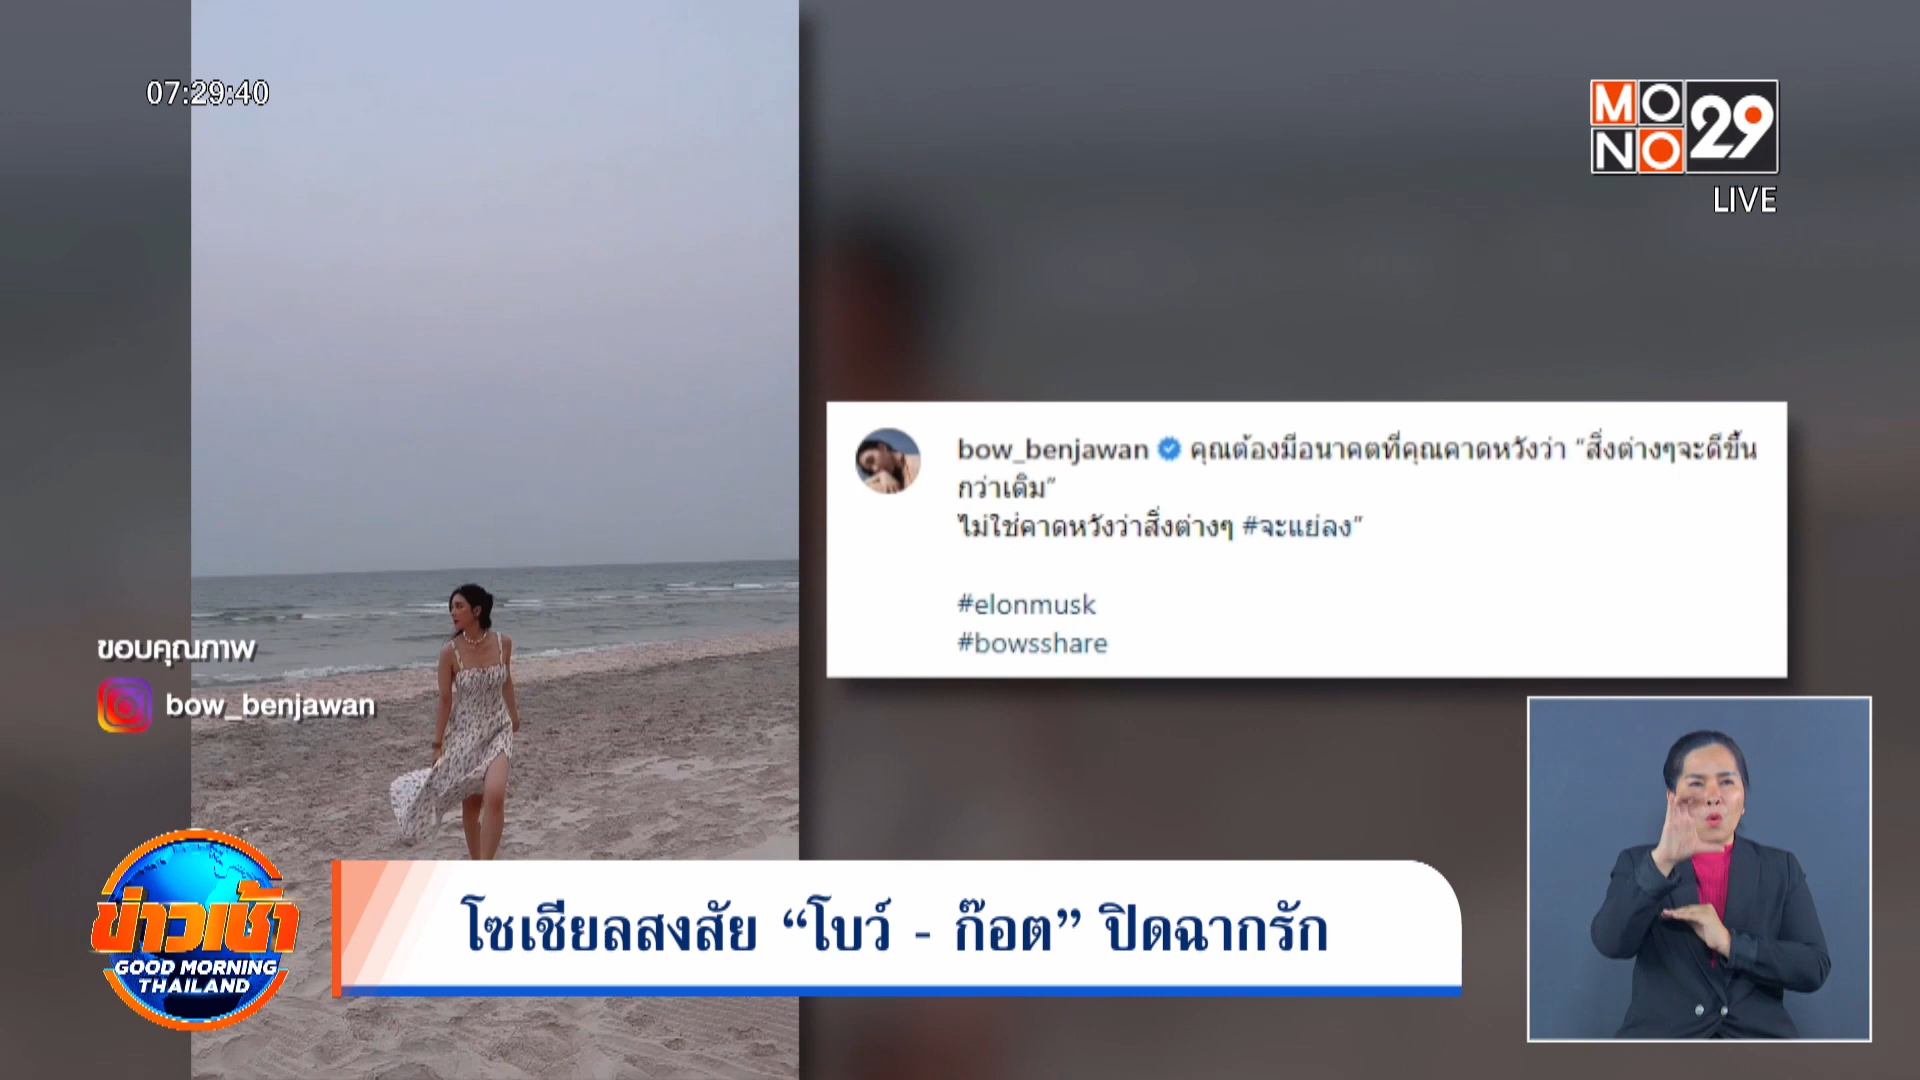 07:29:40
MONO 29
LIVE
bow_benjawan คุณต้องมีอนาคตที่คุณคาดหวังว่า “สิ่งต่างๆจะดีขึ้น
กว่าเดิม”
ไม่ใช่คาดหวังว่าสิ่งต่างๆ #จะแย่ลง”
#elonmusk
#bowsshare
ขอบคุณภาพ
bow_benjawan
ข่าวเช้า
GOOD MORNING
THAILAND
โซเชียลสงสัย “โบว์ - ก๊อต” ปิดฉากรัก